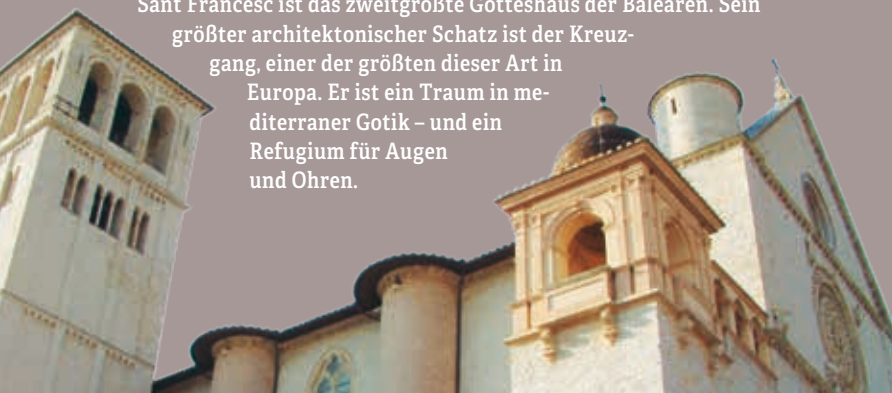 Sant Francesc ist das zweitgrößte Gotteshaus der Balearen. Sein
größter architektonischer Schatz ist der Kreuz-
gang, einer der größten dieser Art in
Europa. Er ist ein Traum in me-
diterraner Gotik – und ein
Refugium für Augen
und Ohren.